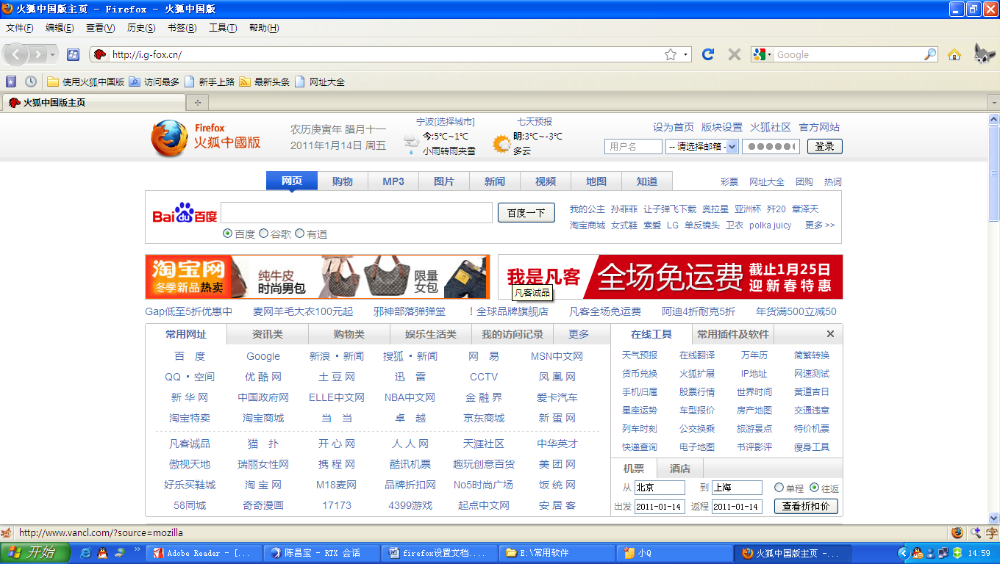 火狐中国版主页 - Firefox - 火狐中国版
文件(F) 编辑(E) 查看(V) 历史(S) 书签(B) 工具(T) 帮助(H)
http://i.g-fox.cn/ Google
使用火狐中国版 访问最多 新手上路 最新头条 网址大全
火狐中国版主页
Firefox
火狐中國版
农历庚寅年 腊月十一
2011年1月14日 周五
宁波[选择城市]
今:5℃~1℃
小雨转雨夹雪
七天预报
明:3℃~-3℃
多云
设为首页 版块设置 火狐社区 官方网站
用户名 -- 请选择邮箱 - 登录
网页 购物 MP3 图片 新闻 视频 地图 知道
彩票 网址大全 团购 热词
Bai du 百度 百度一下
百度 谷歌 有道
我的公主 孙菲菲 让子弹飞下载 奥拉星 亚洲杯 歼20 章泽天
淘宝商城 女式鞋 索爱 LG 单反镜头 卫衣 polka juicy 更多 >>
淘宝网
冬季新品热卖
纯牛皮
时尚男包
限量
女包
我是凡客
全场免运费
截止1月25日
迎新春特惠
凡客诚品
Gap低至5折优惠中 麦网羊毛大衣100元起 邪神部落弹弹堂 ！全球品牌旗舰店 凡客全场免运费 阿迪4折耐克5折 年货满500立减50
常用网址 资讯类 购物类 娱乐生活类 我的访问记录 更多
百 度 Google 新浪·新闻 搜狐·新闻 网 易 MSN中文网
QQ·空间 优酷网 土豆网 迅 雷 CCTV 凤凰网
新华网 中国政府网 ELLE中文网 NBA中文网 金融界 爱卡汽车
淘宝特卖 淘宝商城 当 当 卓 越 京东商城 新蛋网
凡客诚品 猫 扑 开心网 人人网 天涯社区 中华英才
傲视天地 瑞丽女性网 携程网 酷讯机票 趣玩创意百货 美团网
好乐买鞋城 淘宝网 M18麦网 品牌折扣网 No5时尚广场 饭统网
58同城 奇奇漫画 17173 4399游戏 起点中文网 安居客
在线工具 常用插件及软件
天气预报 在线翻译 万年历 简繁转换
货币兑换 火狐扩展 IP地址 网速测试
手机归属 股票行情 世界时间 黄道吉日
星座运势 车型报价 房产地图 交通违章
列车时刻 公交换乘 旅游景点 特价机票
快递查询 电子地图 书评影评 瘦身工具
机票 酒店
从 北京 到 上海 单程 往返
出发 2011-01-14 返程 2011-01-14 查看折扣价
http://www.vancl.com/?source=mozilla 字
开始 Adobe Reader - [... 陈昌宝 - RTX 会话 firefox设置文档.... E:\常用软件 小Q 火狐中国版主页 -... 14:59